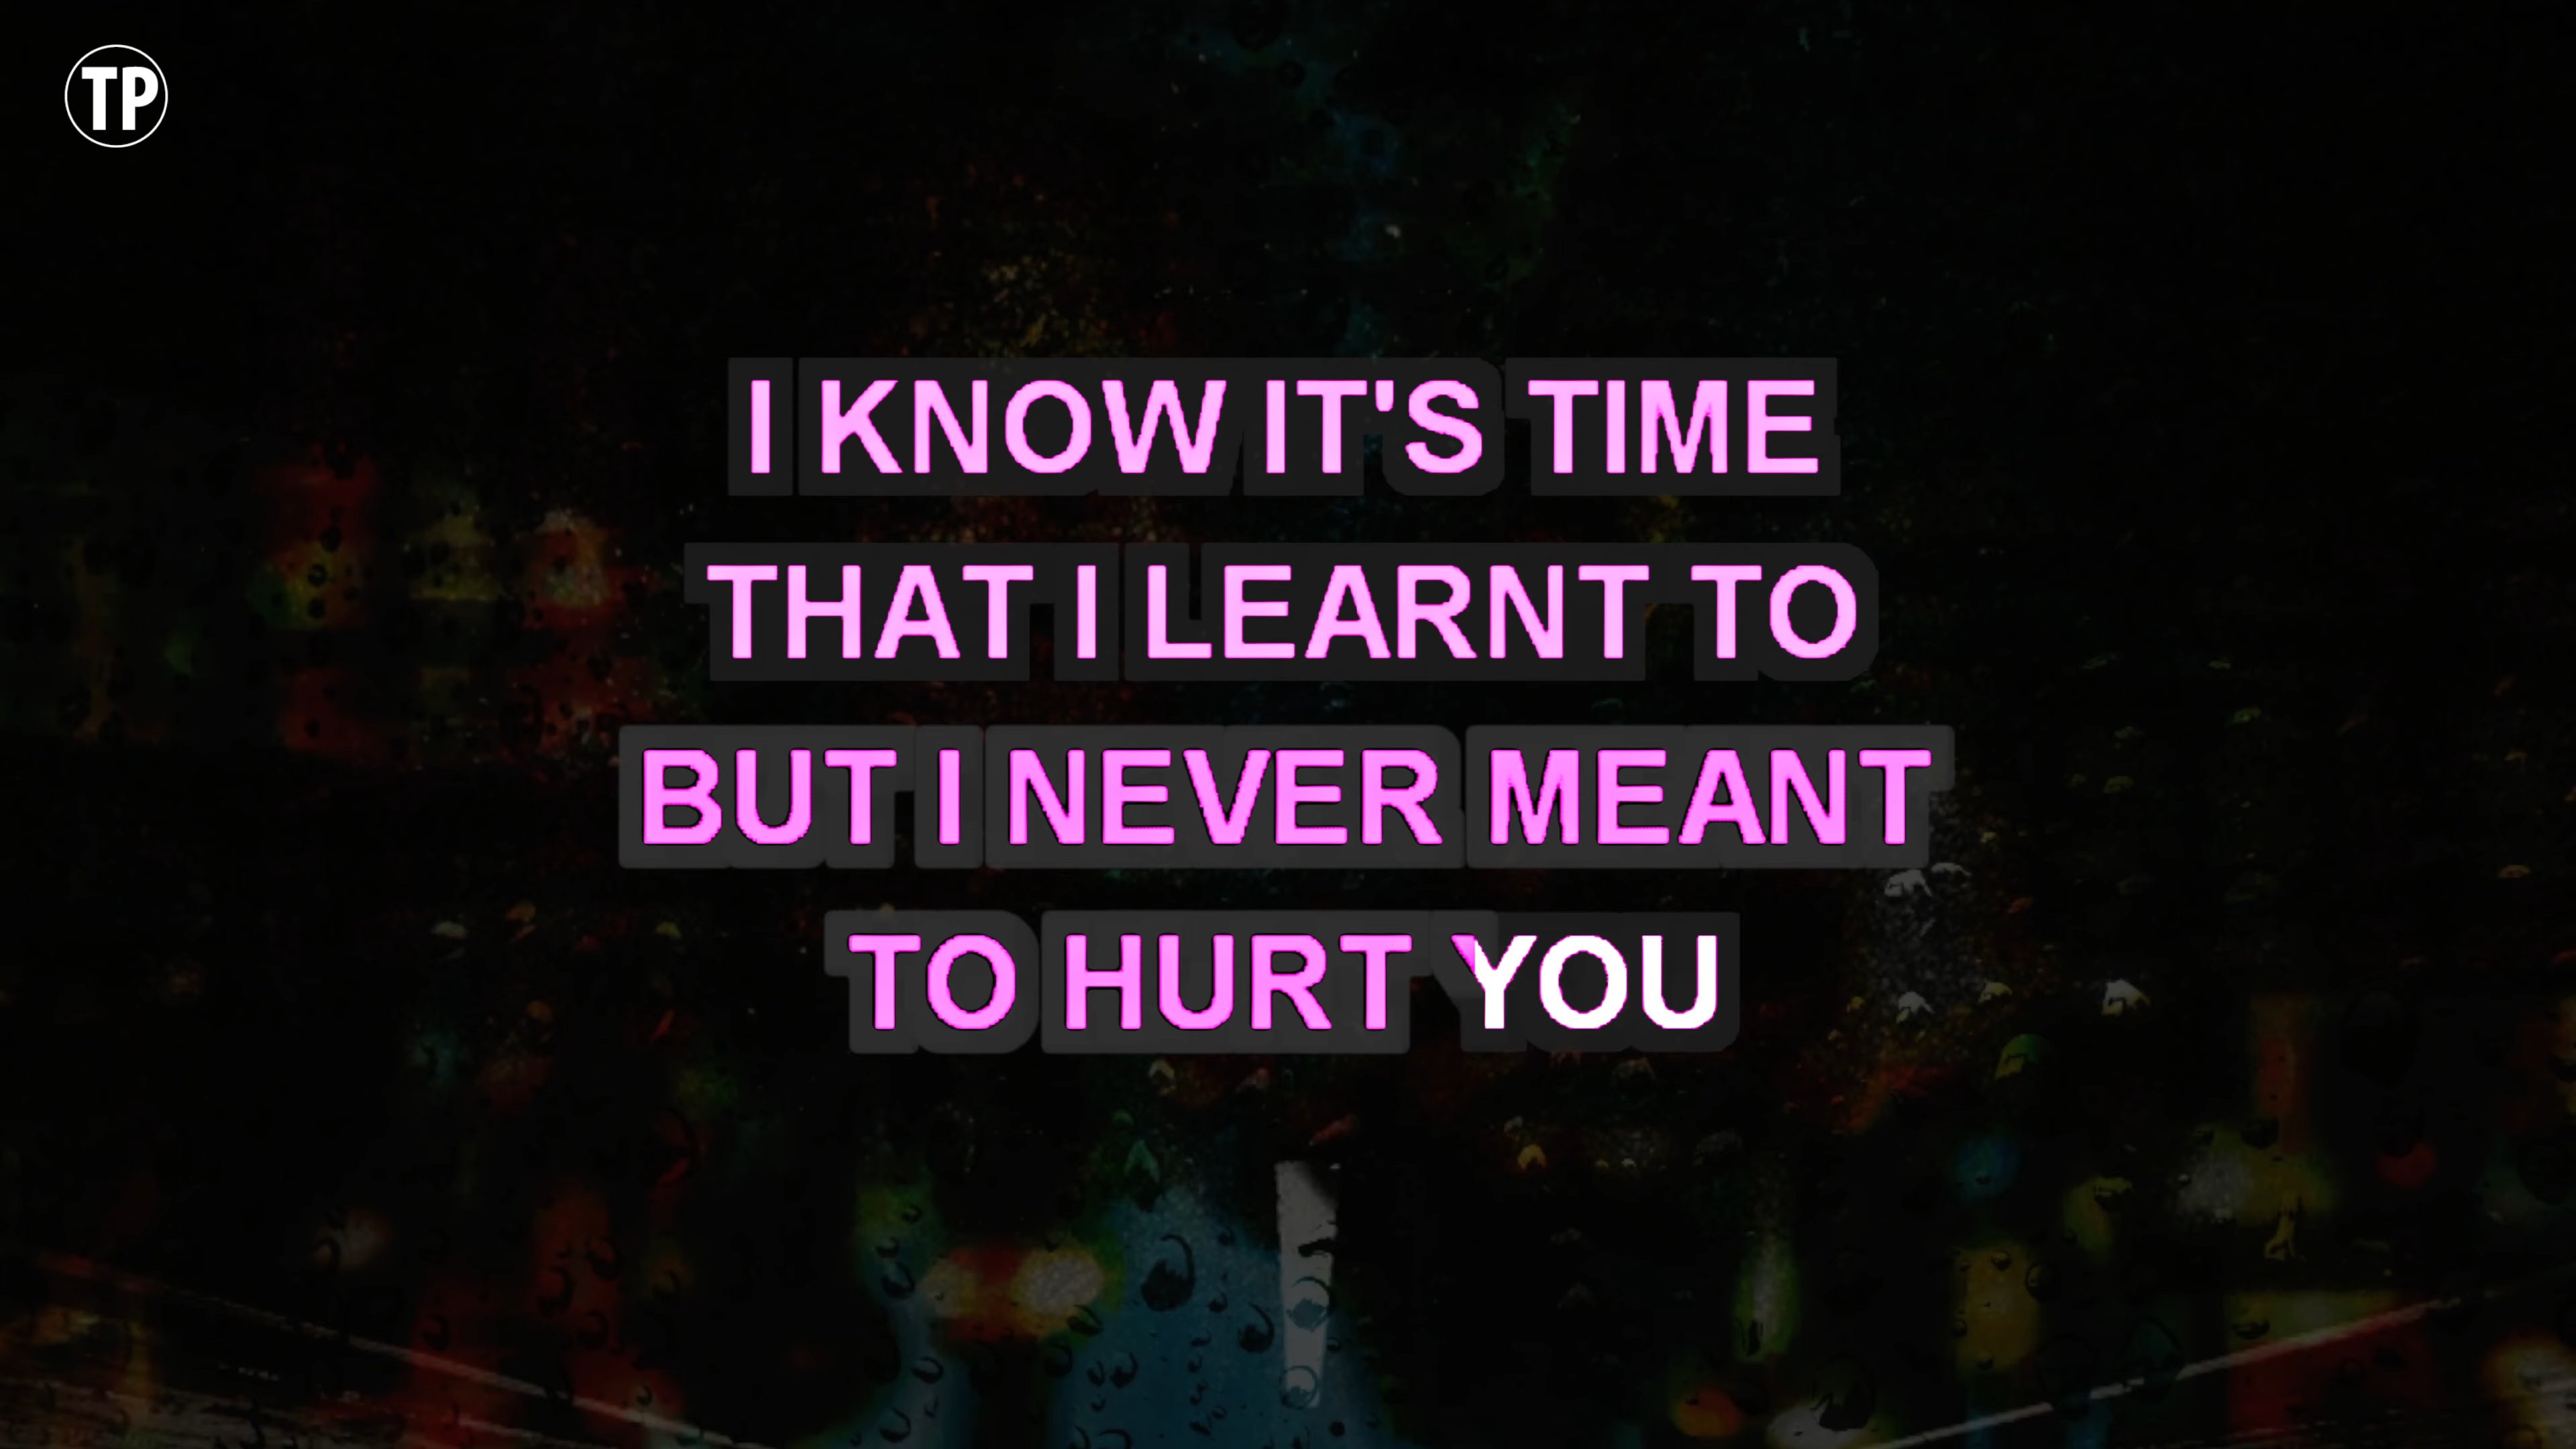 TP
I KNOW IT'S TIME
THAT I LEARNT TO
BUT I NEVER MEANT
TO HURT YOU